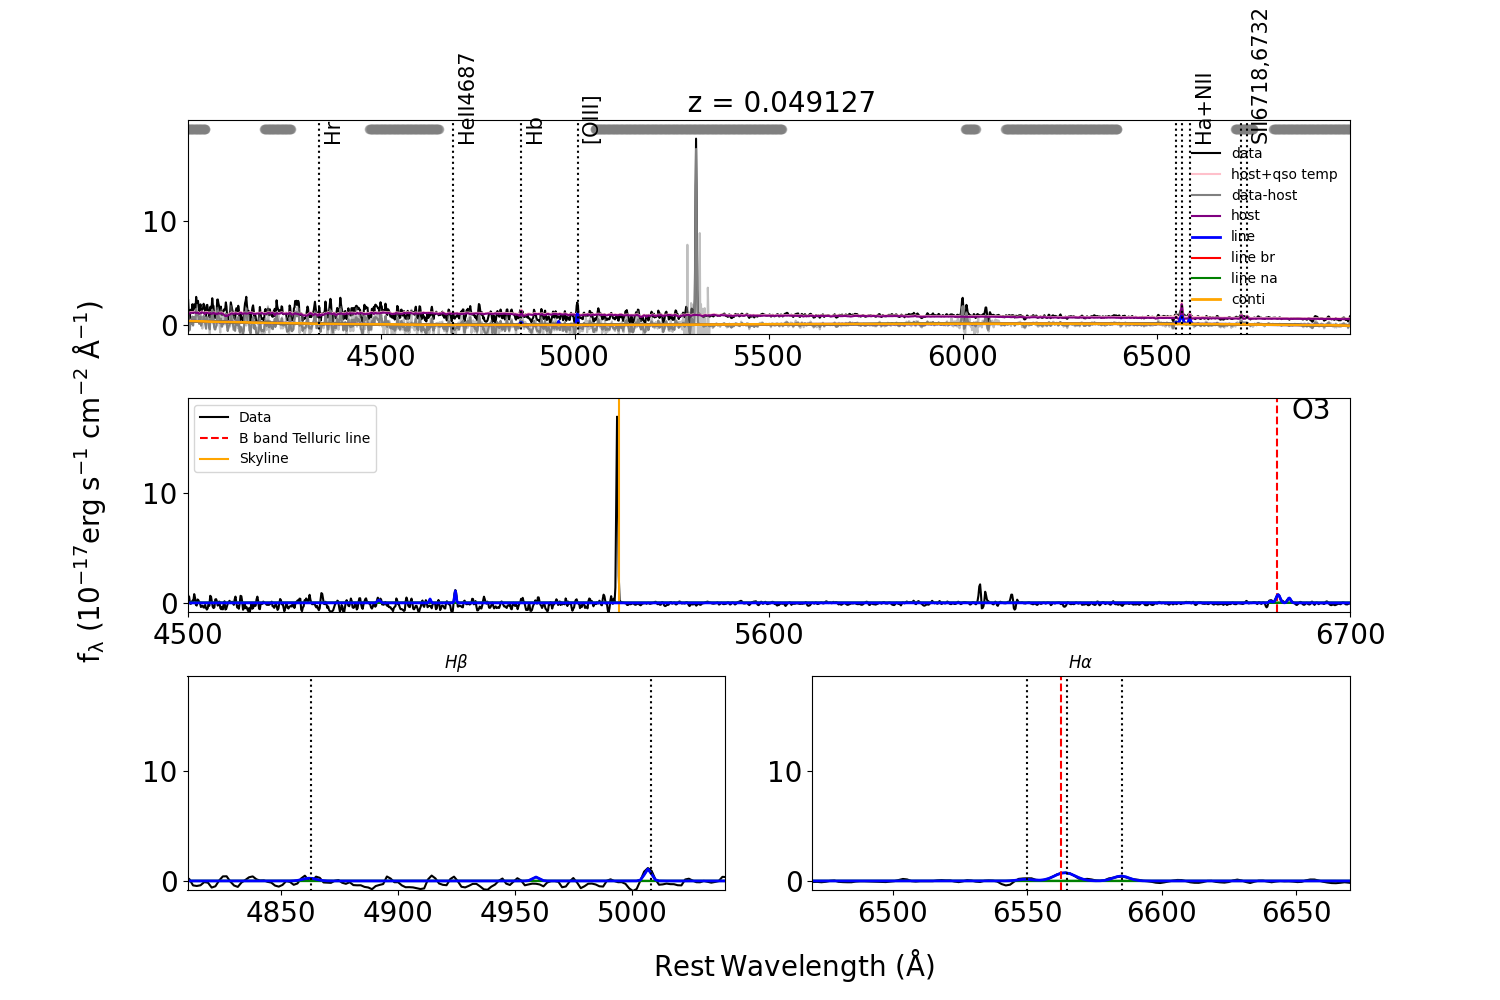 z = 0.049127
Hr
HeII4687
Hb
[OIII]
Ha+NII
SII6718,6732
data
host+qso temp
data-host
host
line
line br
line na
conti
10
0
4500
5000
5500
6000
6500
Data
B band Telluric line
Skyline
O3
10
0
4500
5600
6700
fλ (10⁻¹⁷erg s⁻¹ cm⁻² Å⁻¹)
Hβ
10
0
4850
4900
4950
5000
Hα
10
0
6500
6550
6600
6650
Rest Wavelength (Å)